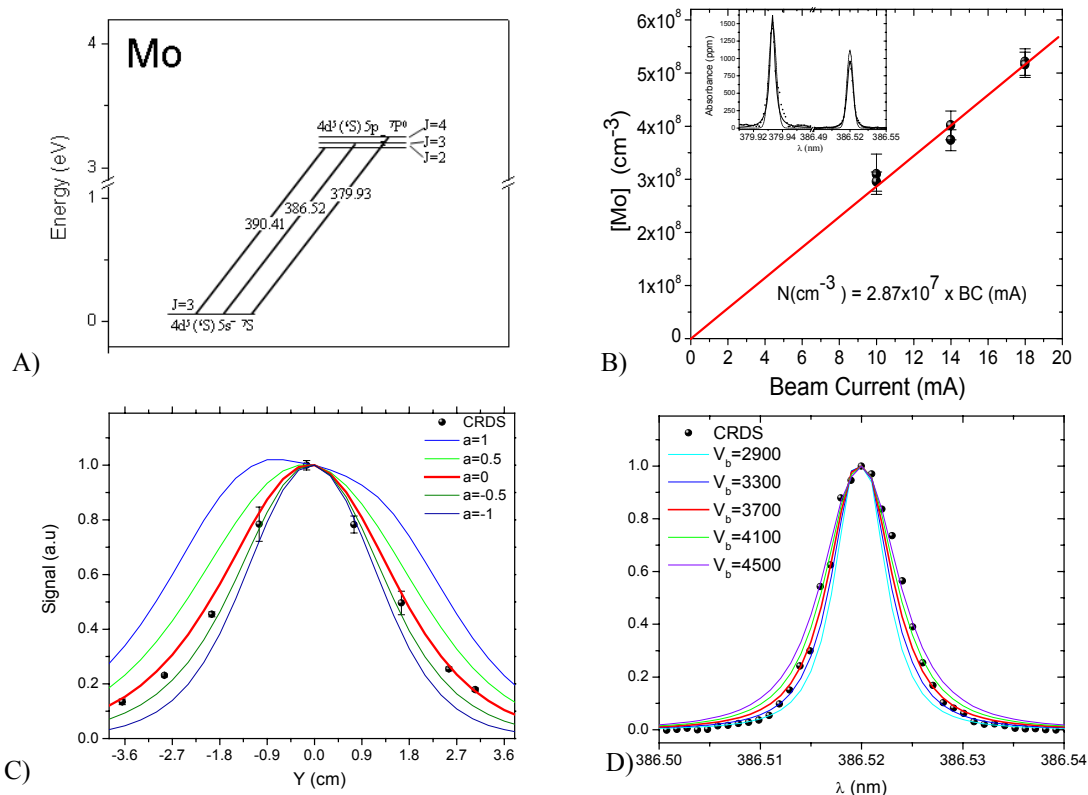 Mo
Energy (eV)
4
3
1
0
4d⁵ (⁶S) 5p ⁷P⁰
J=4
J=3
J=2
390.41
386.52
379.93
J=3
4d⁵ (⁶S) 5s⁻ ⁷S
A)
[Mo] (cm⁻³)
6x10⁸
5x10⁸
4x10⁸
3x10⁸
2x10⁸
1x10⁸
0
0 2 4 6 8 10 12 14 16 18 20
Beam Current (mA)
N(cm⁻³) = 2.87x10⁷ x BC (mA)
Absorbance (ppm)
1500
1250
1000
750
500
250
0
379.92 379.94 386.49 386.52 386.55
λ (nm)
B)
Signal (a.u)
1.0
0.8
0.6
0.4
0.2
0.0
-3.6 -2.7 -1.8 -0.9 0.0 0.9 1.8 2.7 3.6
Y (cm)
CRDS
a=1
a=0.5
a=0
a=-0.5
a=-1
C)
CRDS
V_b=2900
V_b=3300
V_b=3700
V_b=4100
V_b=4500
1.0
0.8
0.6
0.4
0.2
0.0
386.50 386.51 386.52 386.53 386.54
λ (nm)
D)